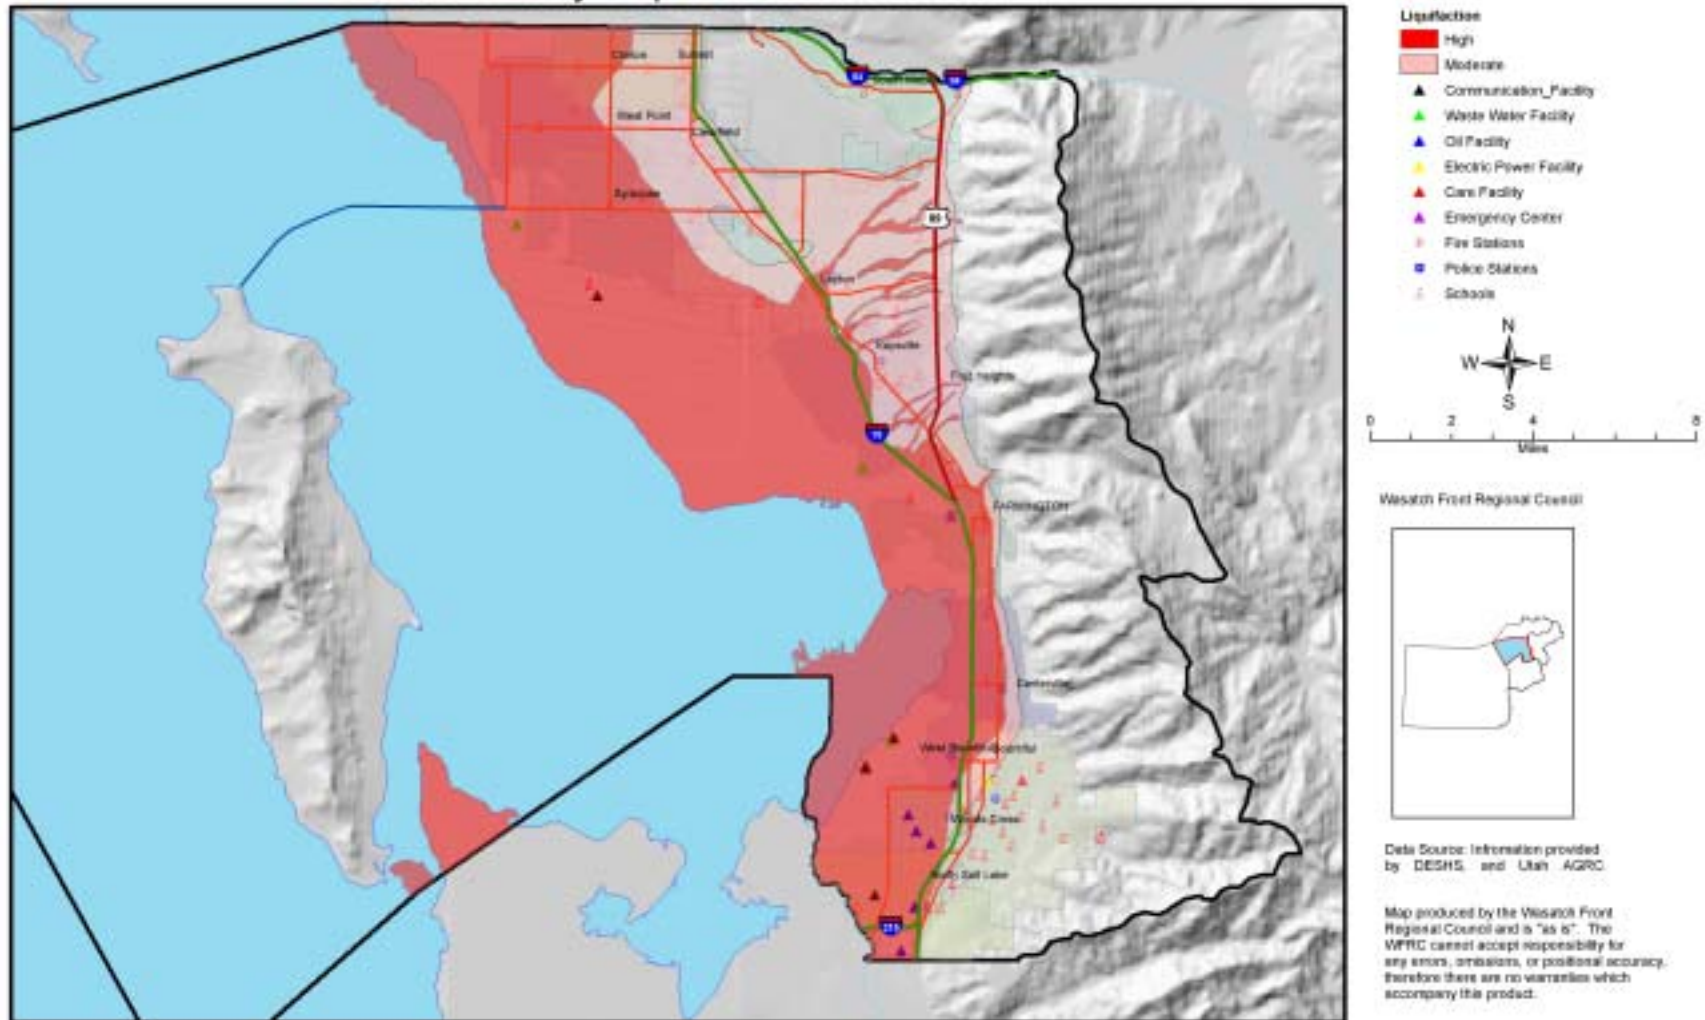 Liquifaction
High
Moderate
Communication_Facility
Waste Water Facility
Oil Facility
Electric Power Facility
Care Facility
Emergency Center
Fire Stations
Police Stations
Schools
N
W E
S
0 2 4 8
Miles
Wasatch Front Regional Council
Data Source: Infromation provided
by DESHS, and Utah AGRC
Map produced by the Wasatch Front
Regional Council and is "as is". The
WFRC cannot accept responsibility for
any errors, omissions, or positional accuracy,
therefore there are no warranties which
accompany this product.
Clinton Sunset
84
West Point
Clearfield
Syracuse
89
Layton
Kaysville
Fruit Heights
15
FARMINGTON
Centerville
West Bountiful Bountiful
Woods Cross
North Salt Lake
215